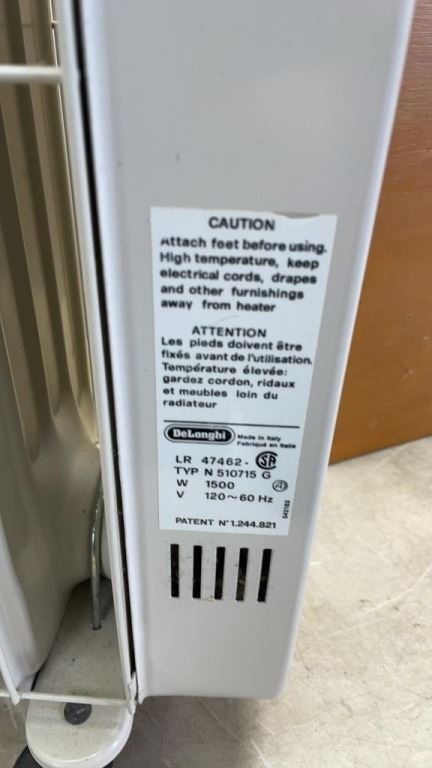 CAUTION
Attach feet before using.
High temperature, keep
electrical cords, drapes
and other furnishings
away from heater
ATTENTION
Les pieds doivent être
fixés avant de l'utilisation.
Température élevée:
gardez cordon, ridaux
et meubles loin du
radiateur
DeLonghi Made in Italy
Fabriqué en Italie
LR 47462 - SA
TYP N 510715 G
W 1500 A
V 120~60 Hz
PATENT N° 1.244.821